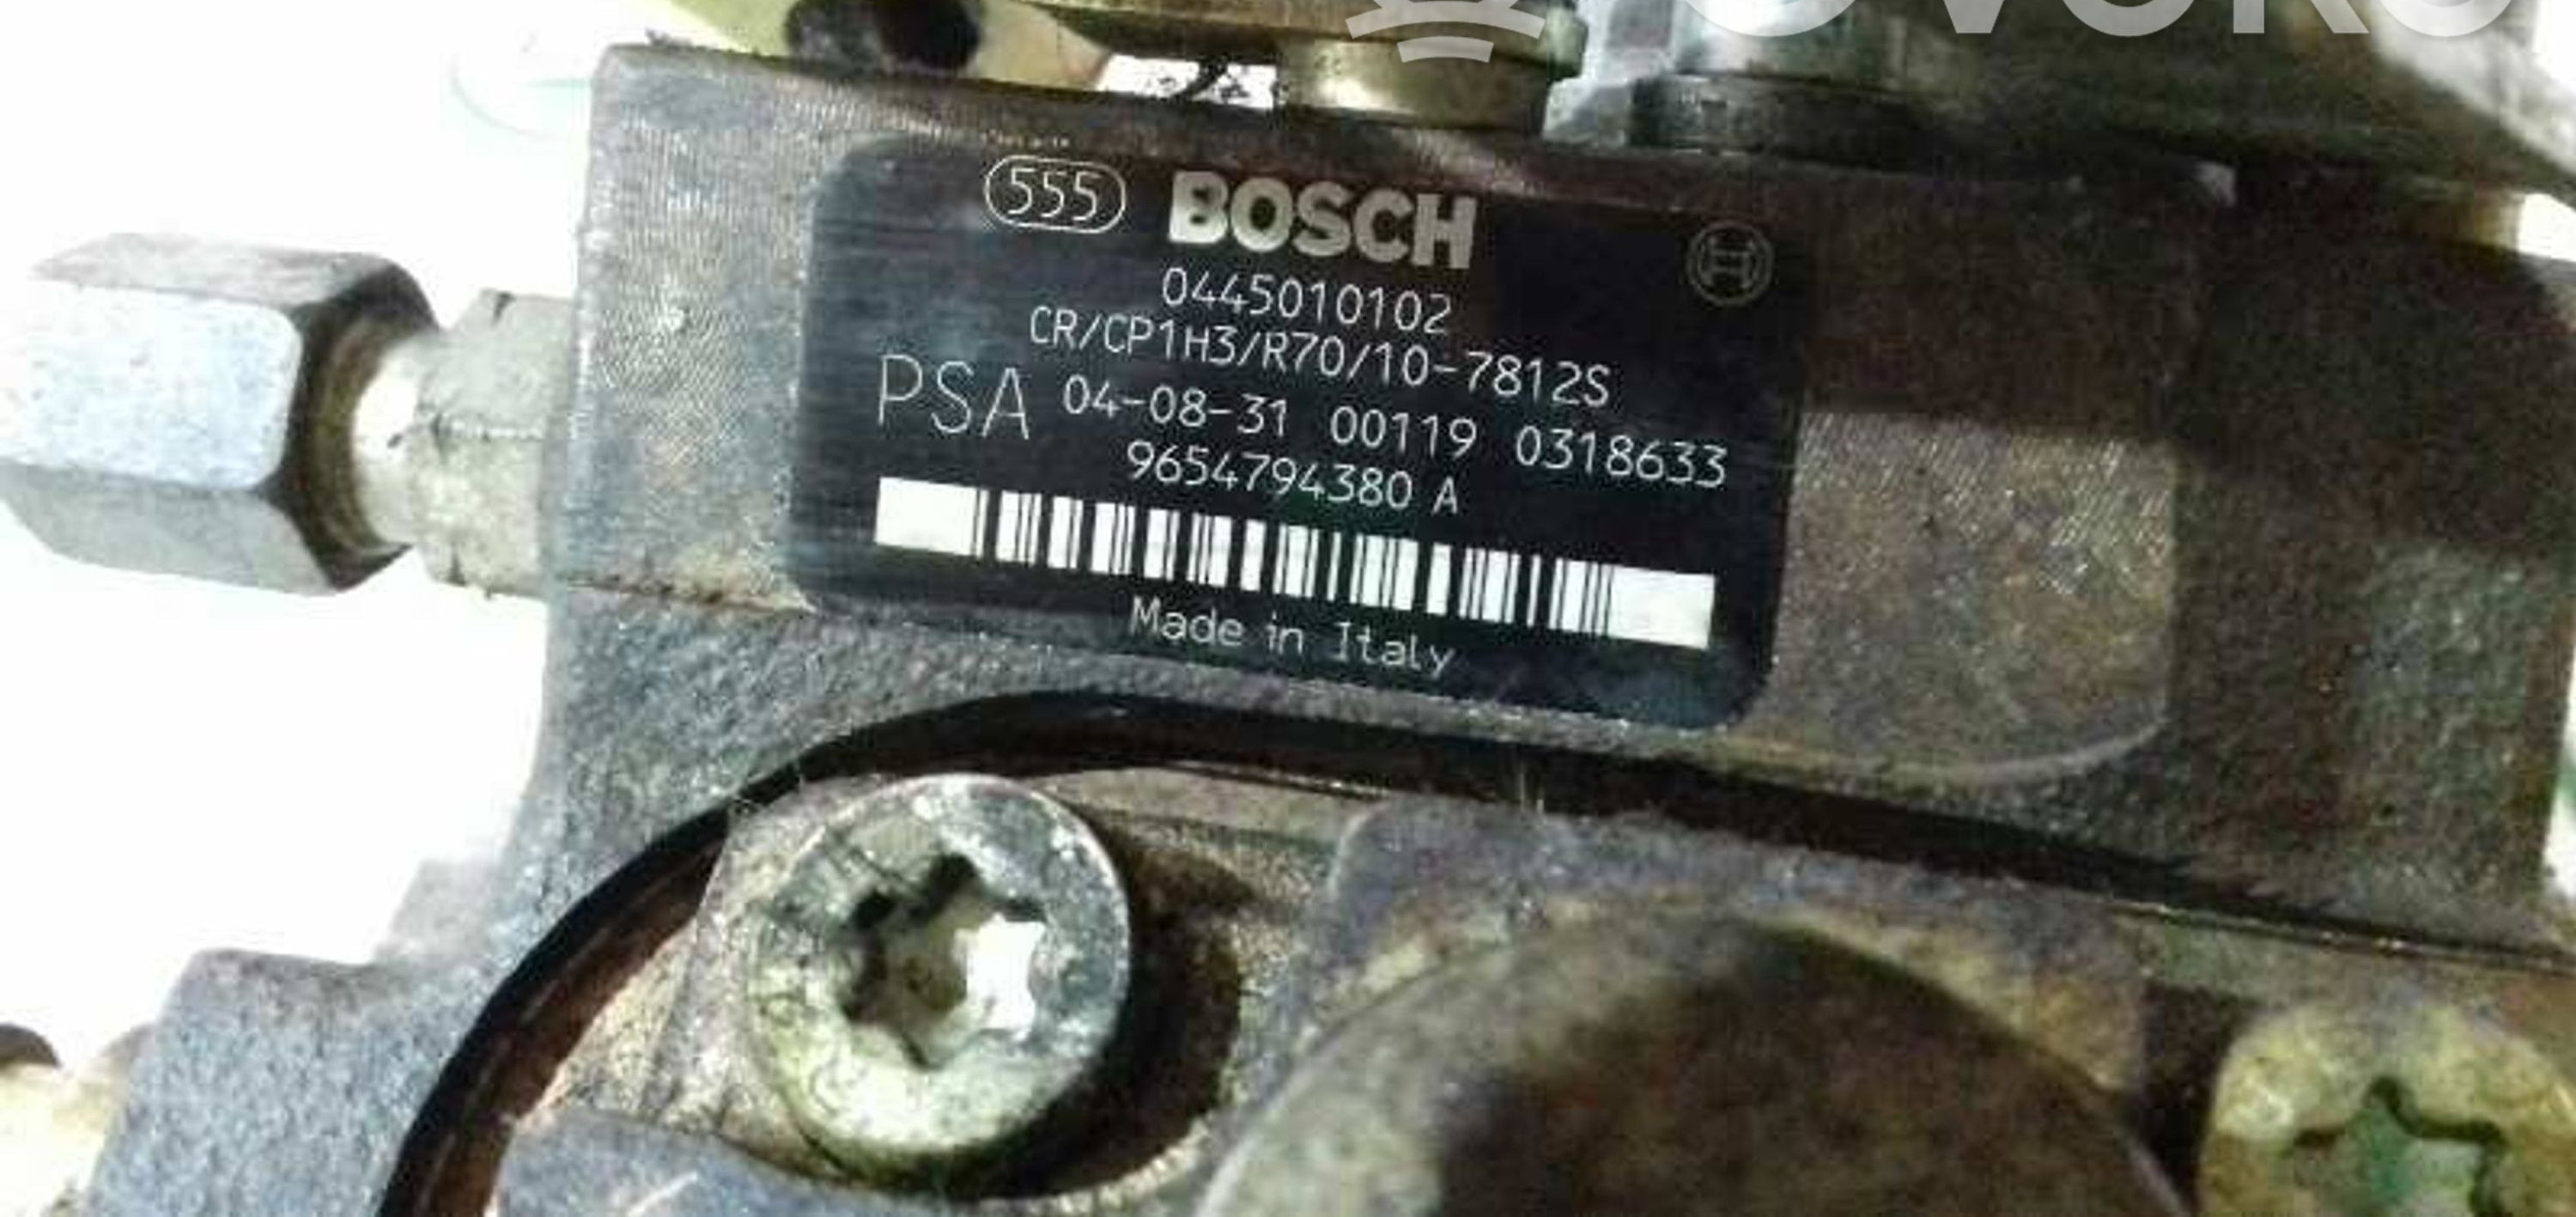 555 BOSCH
0445010102
CR/CP1H3/R70/10-7812S
PSA 04-08-31 00119 0318633
9654794380 A
Made in Italy